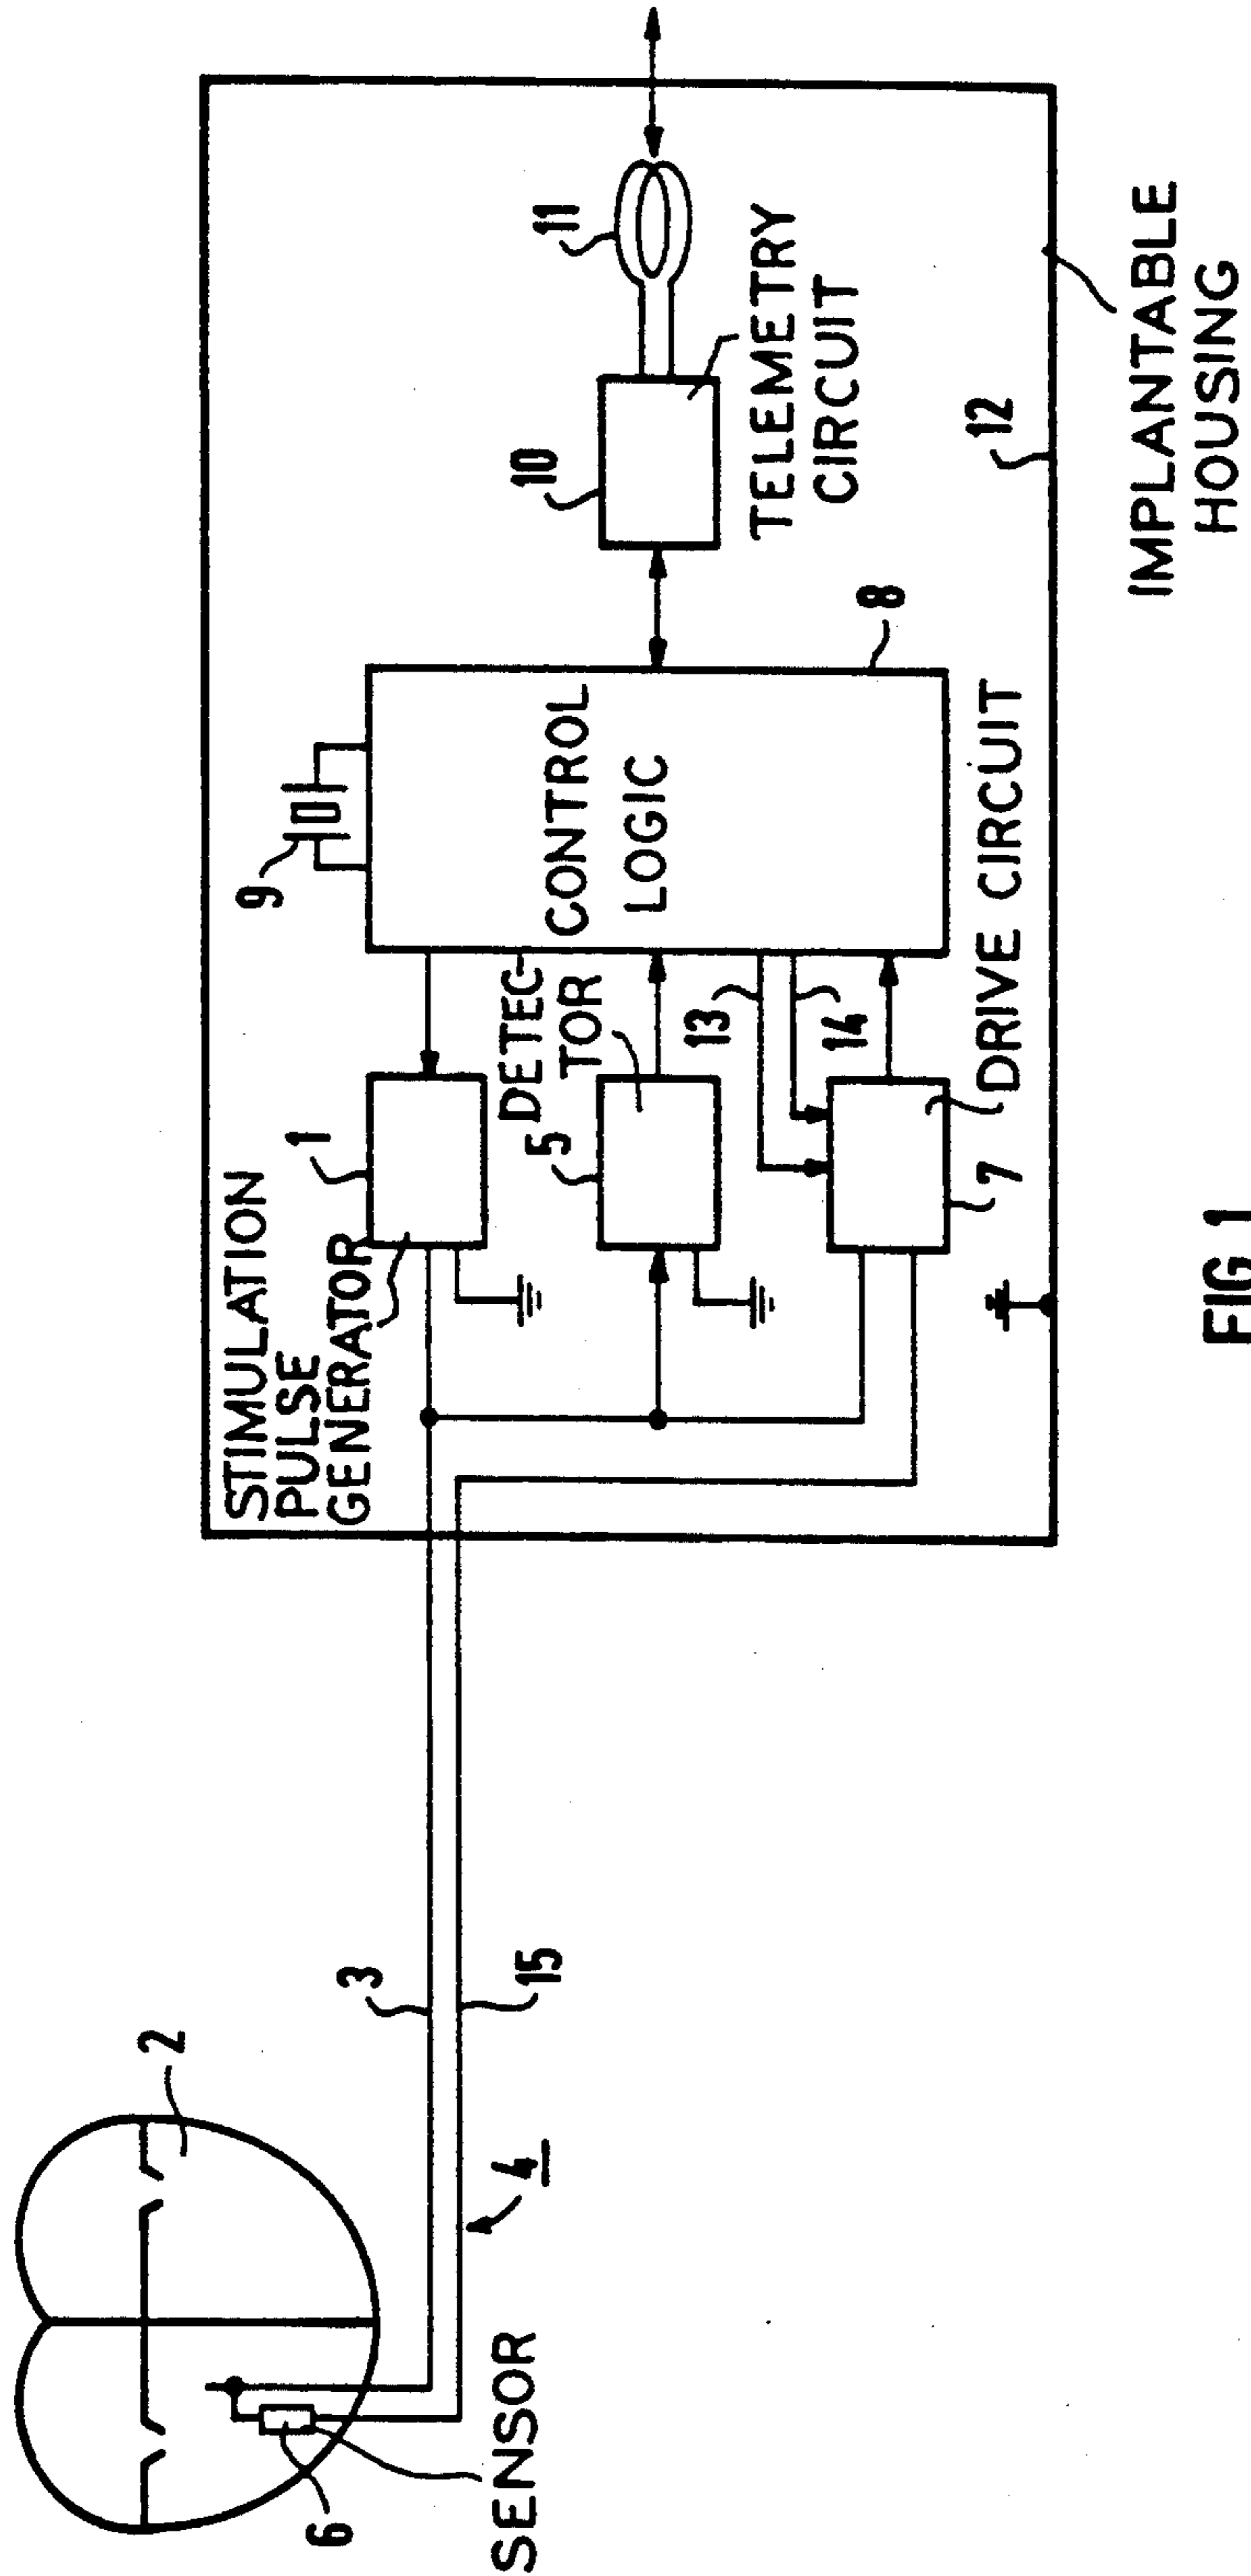 2
6
SENSOR
4
3
15
STIMULATION
PULSE
GENERATOR
1
DETEC-
TOR
5
13
14
7
DRIVE CIRCUIT
9
CONTROL
LOGIC
8
10
11
TELEMETRY
CIRCUIT
12
IMPLANTABLE
HOUSING
FIG 1